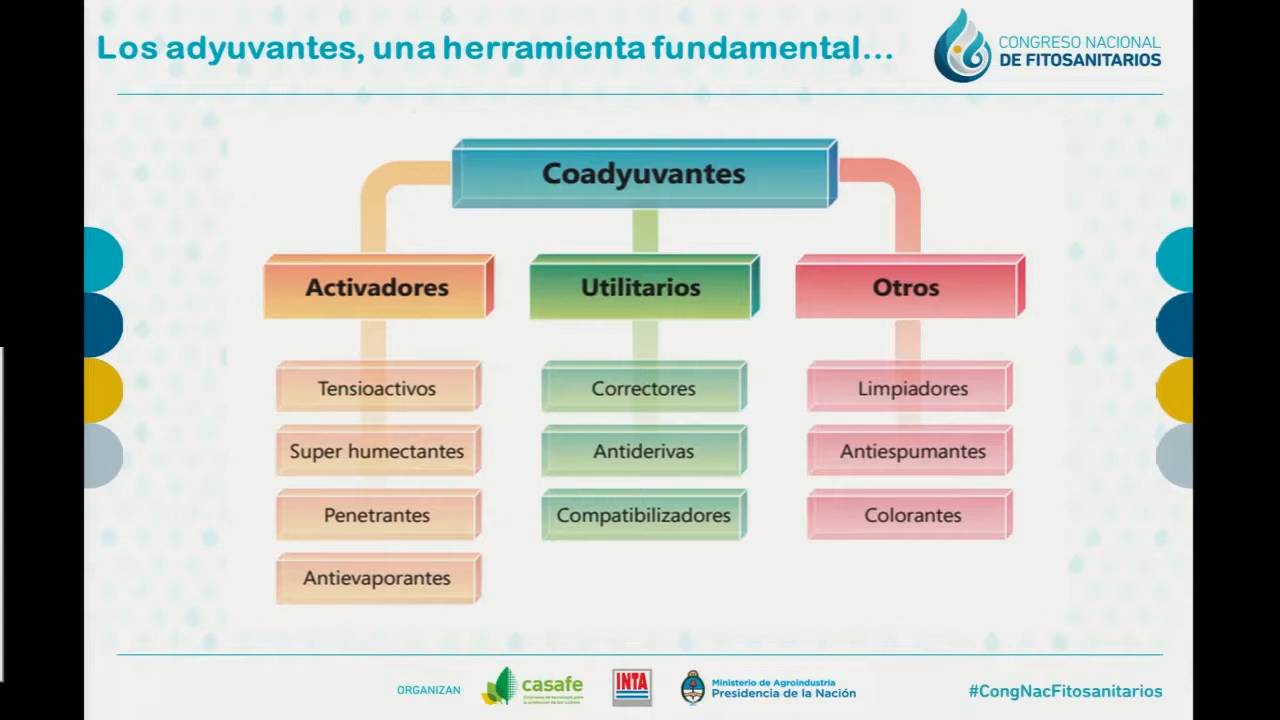 Los adyuvantes, una herramienta fundamental...
CONGRESO NACIONAL
DE FITOSANITARIOS
Coadyuvantes
Activadores
Utilitarios
Otros
Tensioactivos
Correctores
Limpiadores
Super humectantes
Antiderivas
Antiespumantes
Penetrantes
Compatibilizadores
Colorantes
Antievaporantes
ORGANIZAN
casafe
INTA
Ministerio de Agroindustria
Presidencia de la Nación
#CongNacFitosanitarios